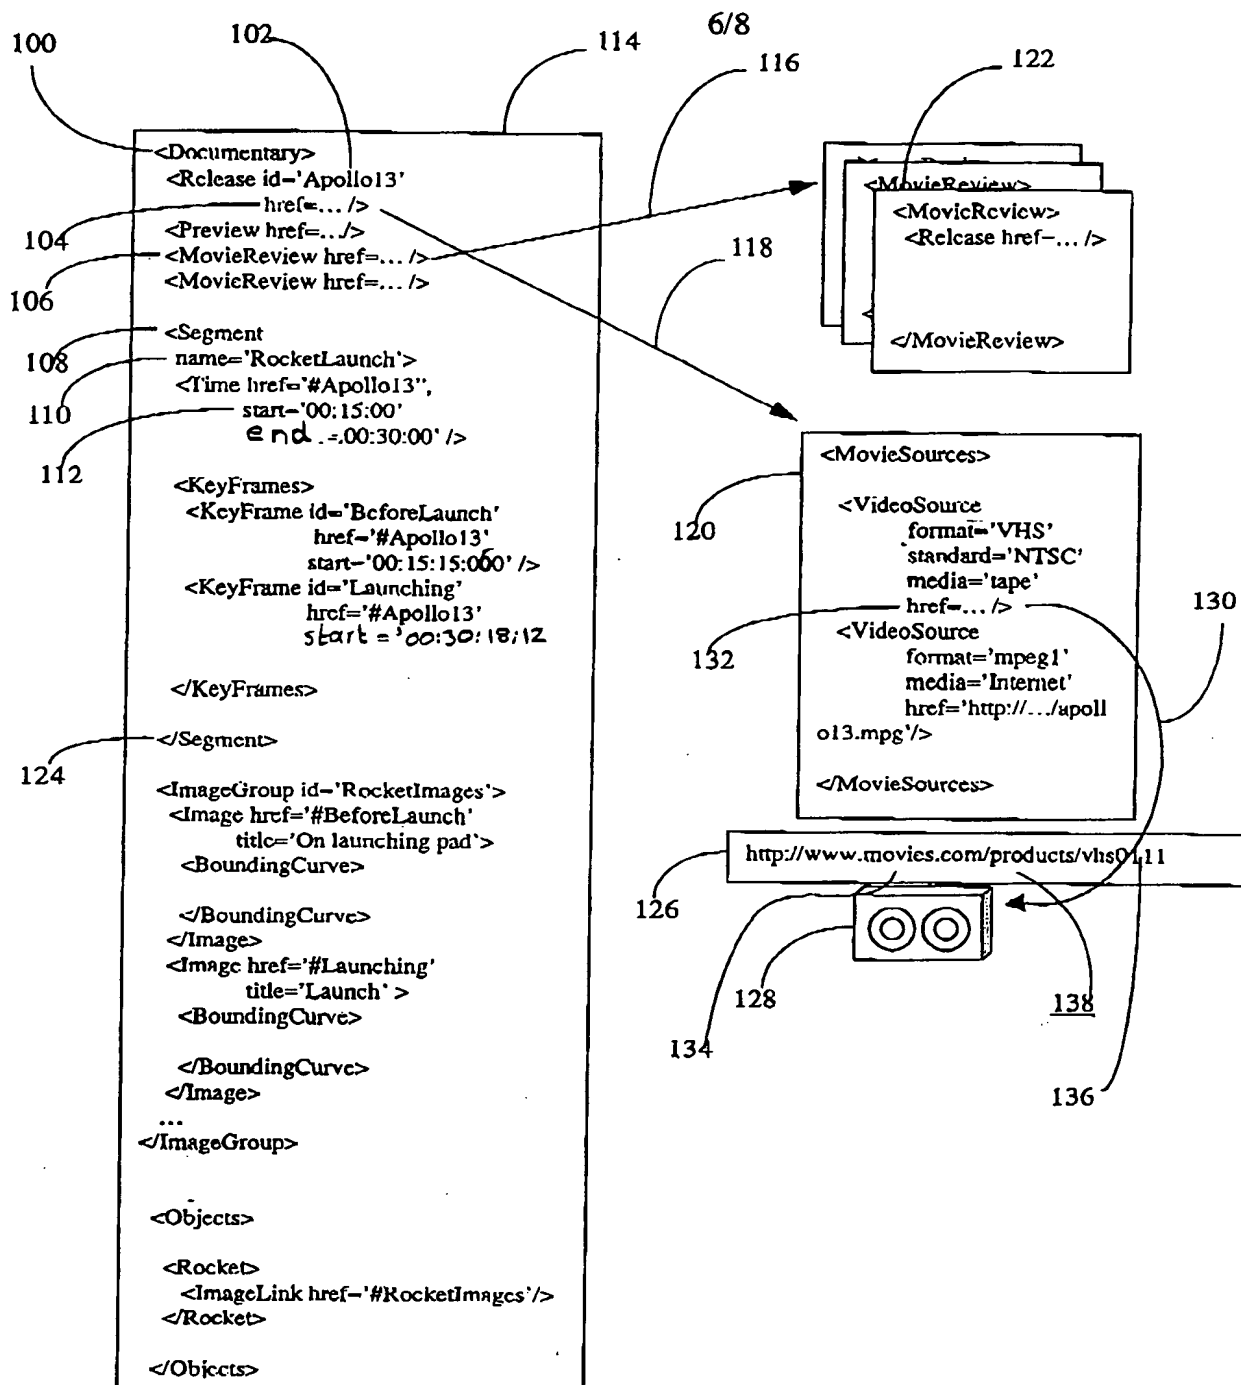 6/8
100
102
114
116
122
<Documentary>
<Release id='Apollo13'
href=... />
<Preview href=.../>
<MovieReview href=... />
<MovieReview href=... />
104
106
<Segment
name='RocketLaunch'>
<Time href='#Apollo13",
start='00:15:00'
end .=.00:30:00' />
108
110
112
<KeyFrames>
<KeyFrame id='BeforeLaunch'
href='#Apollo13'
start='00:15:15:000' />
<KeyFrame id='Launching'
href='#Apollo13'
start='00:30:18;12
</KeyFrames>
</Segment>
124
<ImageGroup id='RocketImages'>
<Image href='#BeforeLaunch'
title='On launching pad'>
<BoundingCurve>
</BoundingCurve>
</Image>
<Image href='#Launching'
title='Launch' >
<BoundingCurve>
</BoundingCurve>
</Image>
...
</ImageGroup>
<Objects>
<Rocket>
<ImageLink href='#RocketImages'/>
</Rocket>
</Objects>
<MovieReview>
<MovieReview>
<Release href=... />
</MovieReview>
118
<MovieSources>
120
<VideoSource
format='VHS'
standard='NTSC'
media='tape'
href=... />
130
132
<VideoSource
format='mpeg1'
media='Internet'
href='http://.../apoll
o13.mpg'/>
</MovieSources>
http://www.movies.com/products/vhs0111
126
128
134
138
136